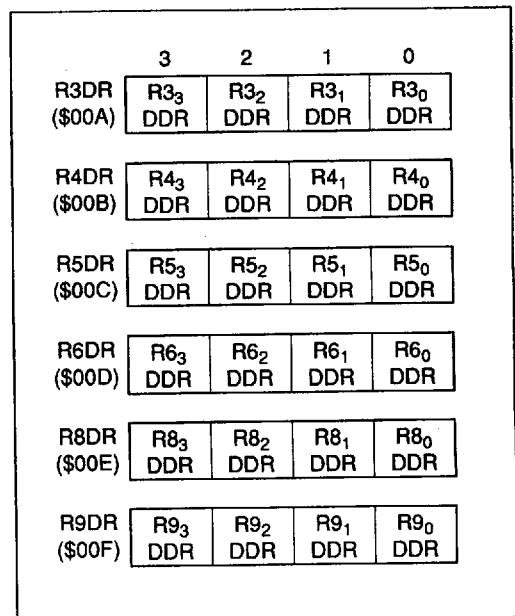 3 2 1 0
R3DR R3₃ R3₂ R3₁ R3₀
($00A) DDR DDR DDR DDR
R4DR R4₃ R4₂ R4₁ R4₀
($00B) DDR DDR DDR DDR
R5DR R5₃ R5₂ R5₁ R5₀
($00C) DDR DDR DDR DDR
R6DR R6₃ R6₂ R6₁ R6₀
($00D) DDR DDR DDR DDR
R8DR R8₃ R8₂ R8₁ R8₀
($00E) DDR DDR DDR DDR
R9DR R9₃ R9₂ R9₁ R9₀
($00F) DDR DDR DDR DDR